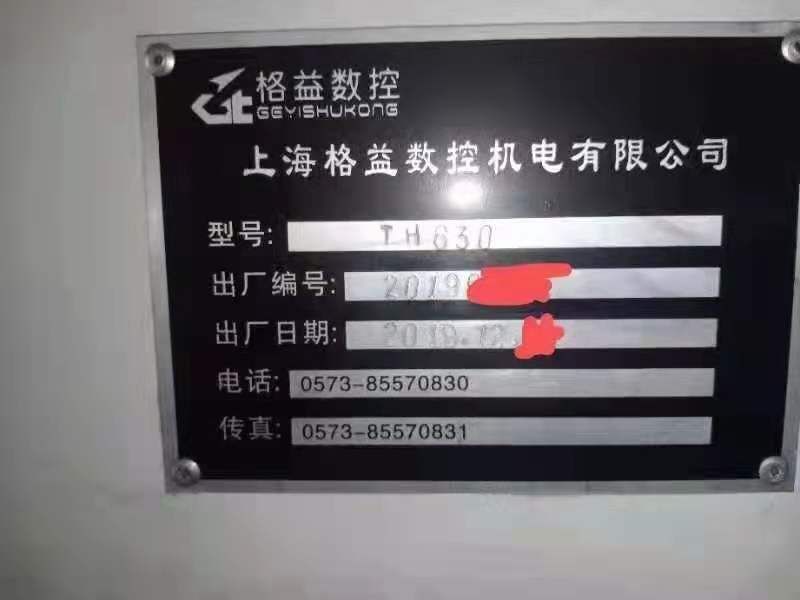 格益数控
GEYISHUKONG
上海格益数控机电有限公司
型号: TH630
出厂编号: 2019
出厂日期: 2019.12.
电话: 0573-85570830
传真: 0573-85570831